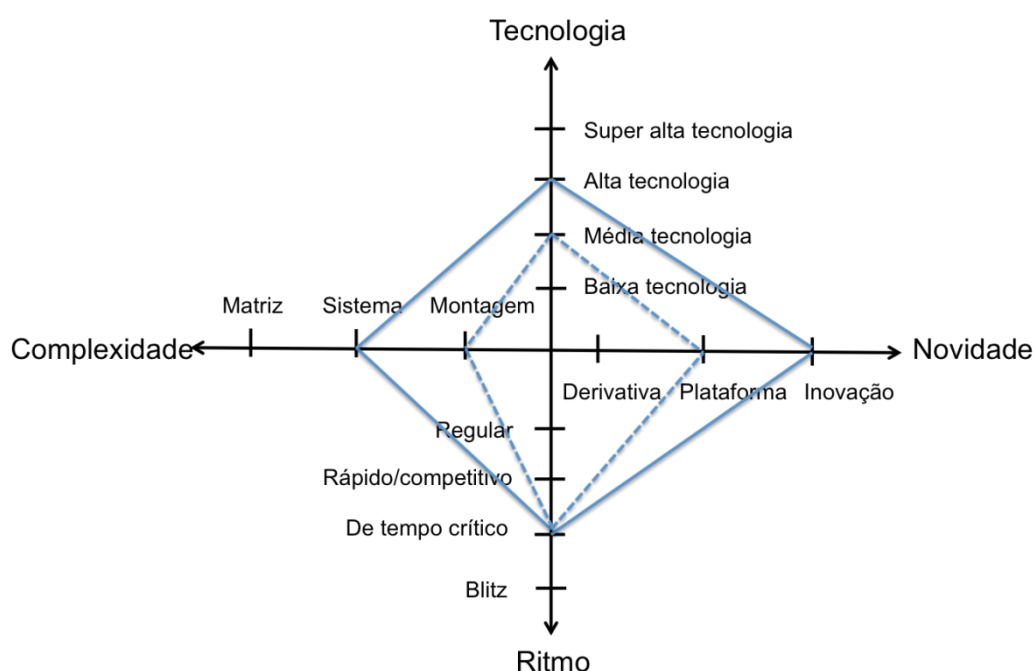 Tecnologia
Super alta tecnologia
Alta tecnologia
Média tecnologia
Baixa tecnologia
Matriz Sistema Montagem
Complexidade Novidade
Derivativa Plataforma Inovação
Regular
Rápido/competitivo
De tempo crítico
Blitz
Ritmo